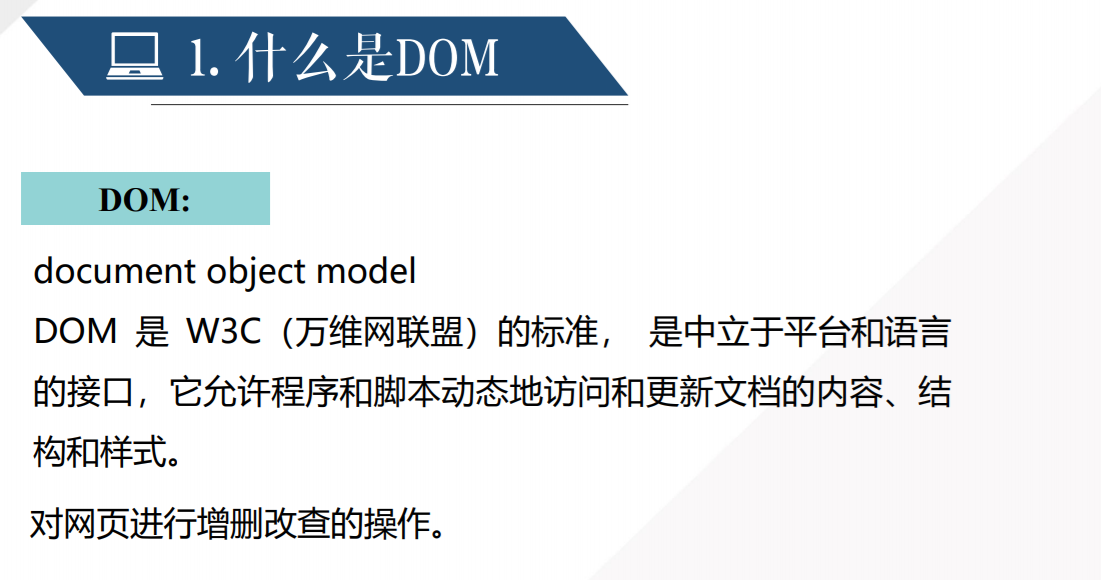 1. 什么是DOM
DOM:
document object model
DOM 是 W3C（万维网联盟）的标准， 是中立于平台和语言
的接口，它允许程序和脚本动态地访问和更新文档的内容、结
构和样式。
对网页进行增删改查的操作。